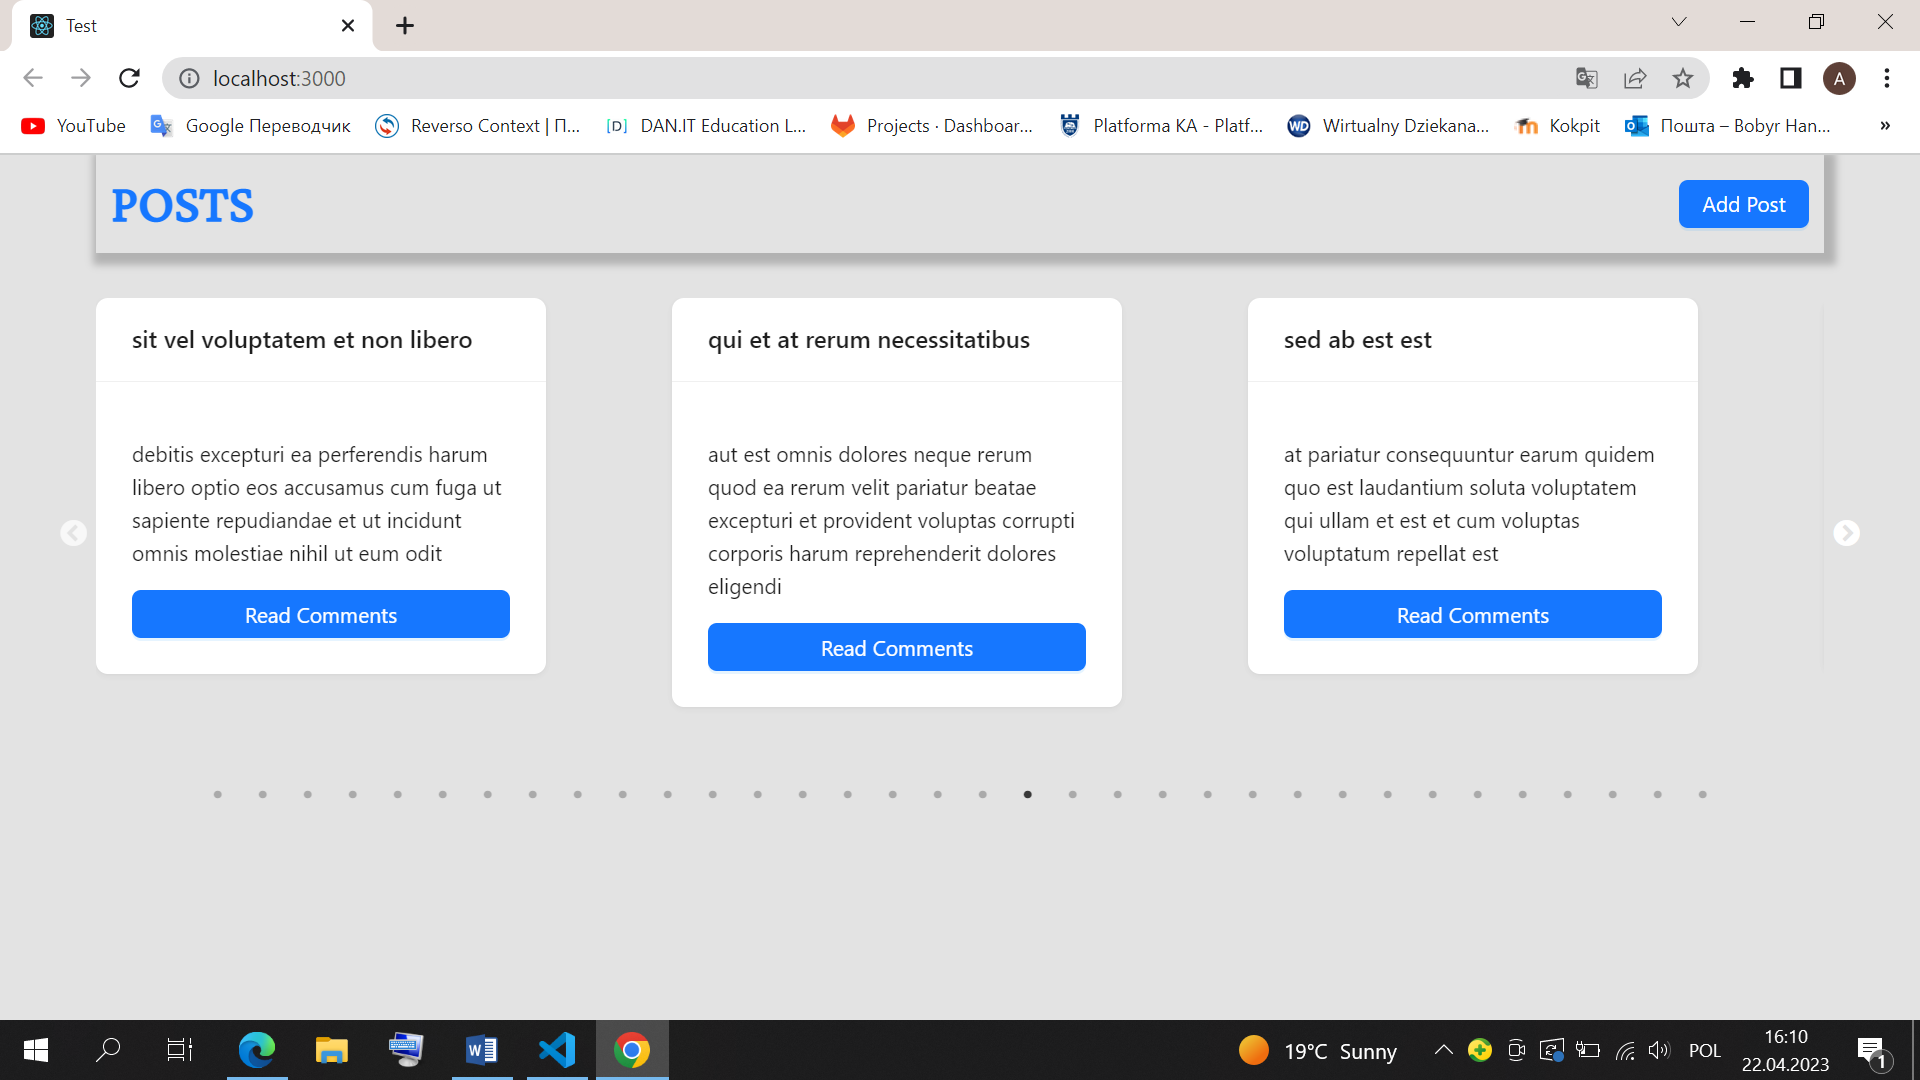 Test
localhost:3000
A
YouTube
Google Переводчик
Reverso Context | П...
[D] DAN.IT Education L...
Projects · Dashboar...
Platforma KA - Platf...
WD Wirtualny Dziekana...
Kokpit
Пошта – Bobyr Han...
»
POSTS
Add Post
sit vel voluptatem et non libero
debitis excepturi ea perferendis harum
libero optio eos accusamus cum fuga ut
sapiente repudiandae et ut incidunt
omnis molestiae nihil ut eum odit
Read Comments
qui et at rerum necessitatibus
aut est omnis dolores neque rerum
quod ea rerum velit pariatur beatae
excepturi et provident voluptas corrupti
corporis harum reprehenderit dolores
eligendi
Read Comments
sed ab est est
at pariatur consequuntur earum quidem
quo est laudantium soluta voluptatem
qui ullam et est et cum voluptas
voluptatum repellat est
Read Comments
19°C Sunny
POL
16:10
22.04.2023
1